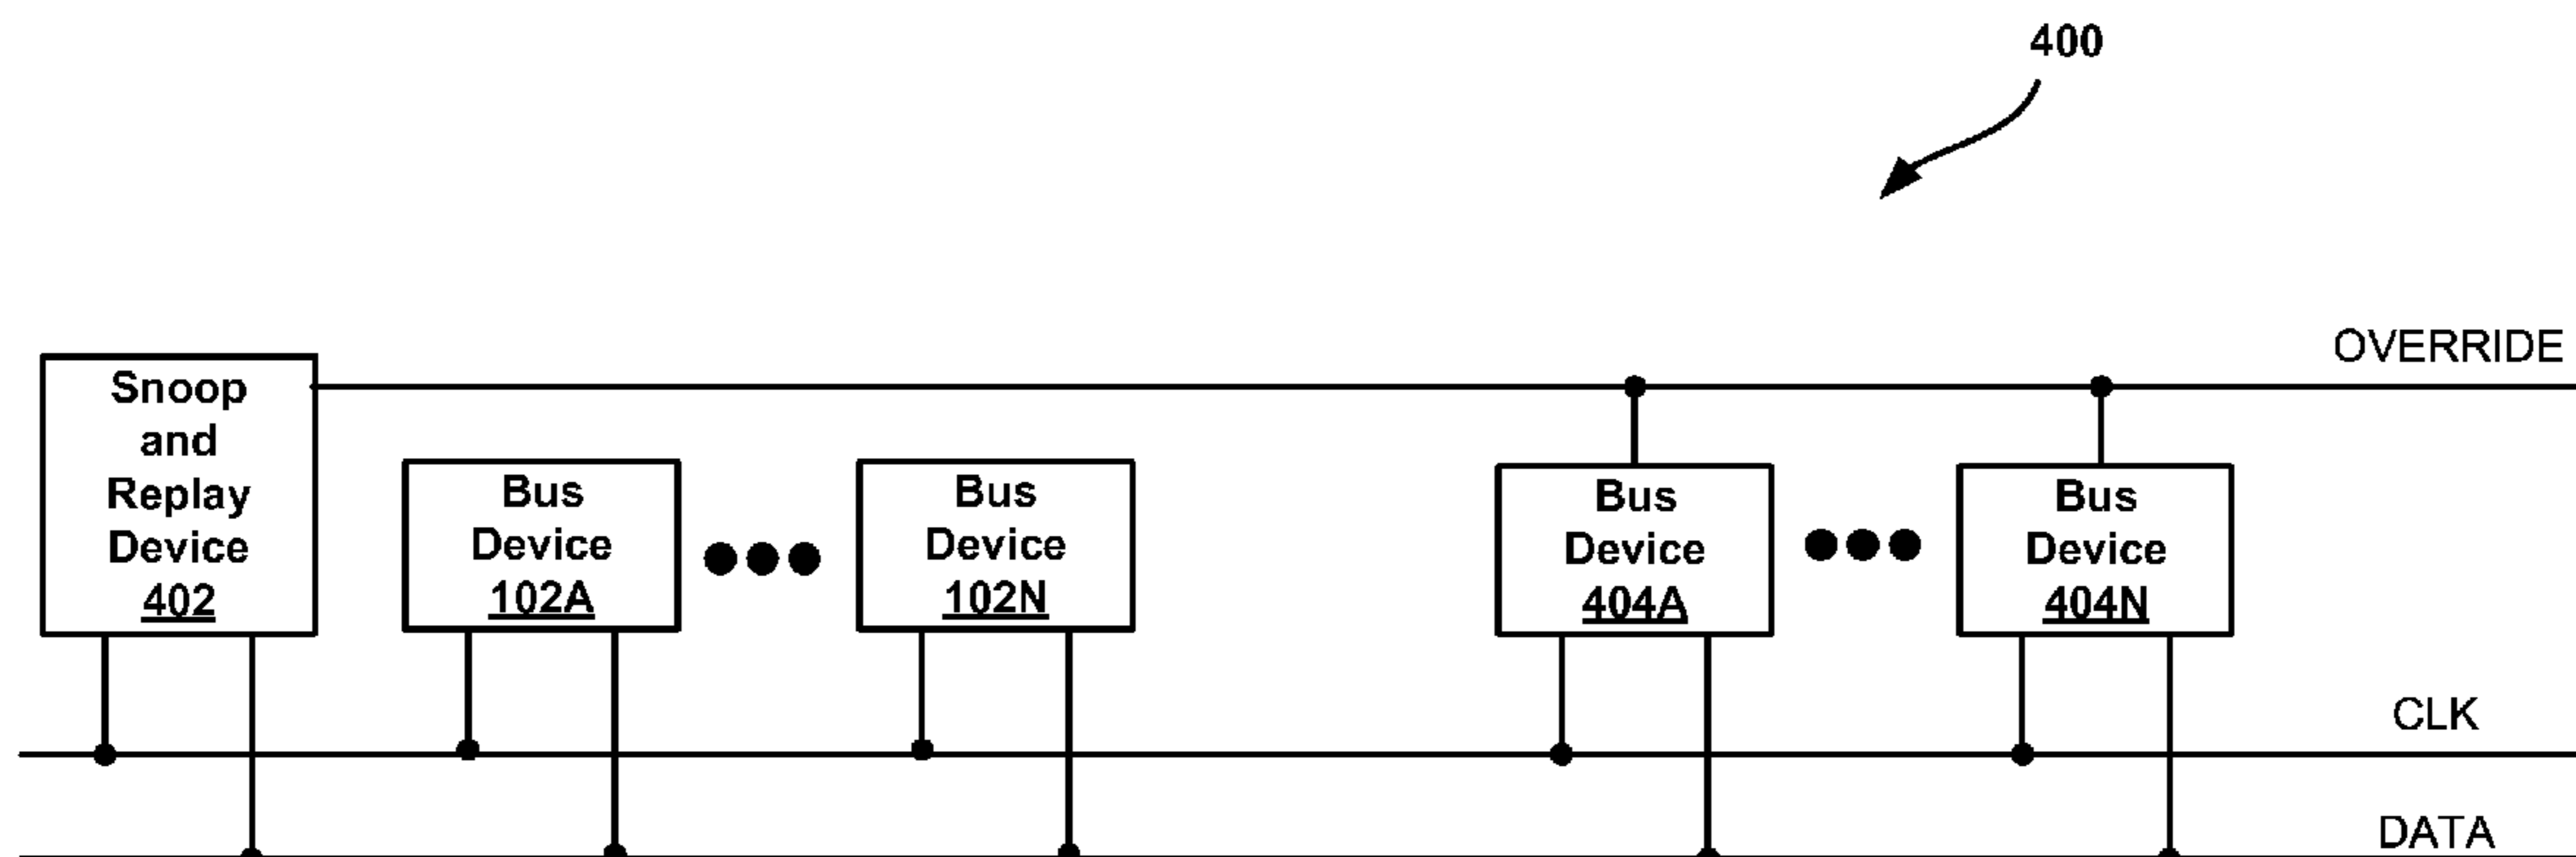 400
OVERRIDE
Snoop
and
Replay
Device
402
Bus
Device
102A
Bus
Device
102N
Bus
Device
404A
Bus
Device
404N
CLK
DATA